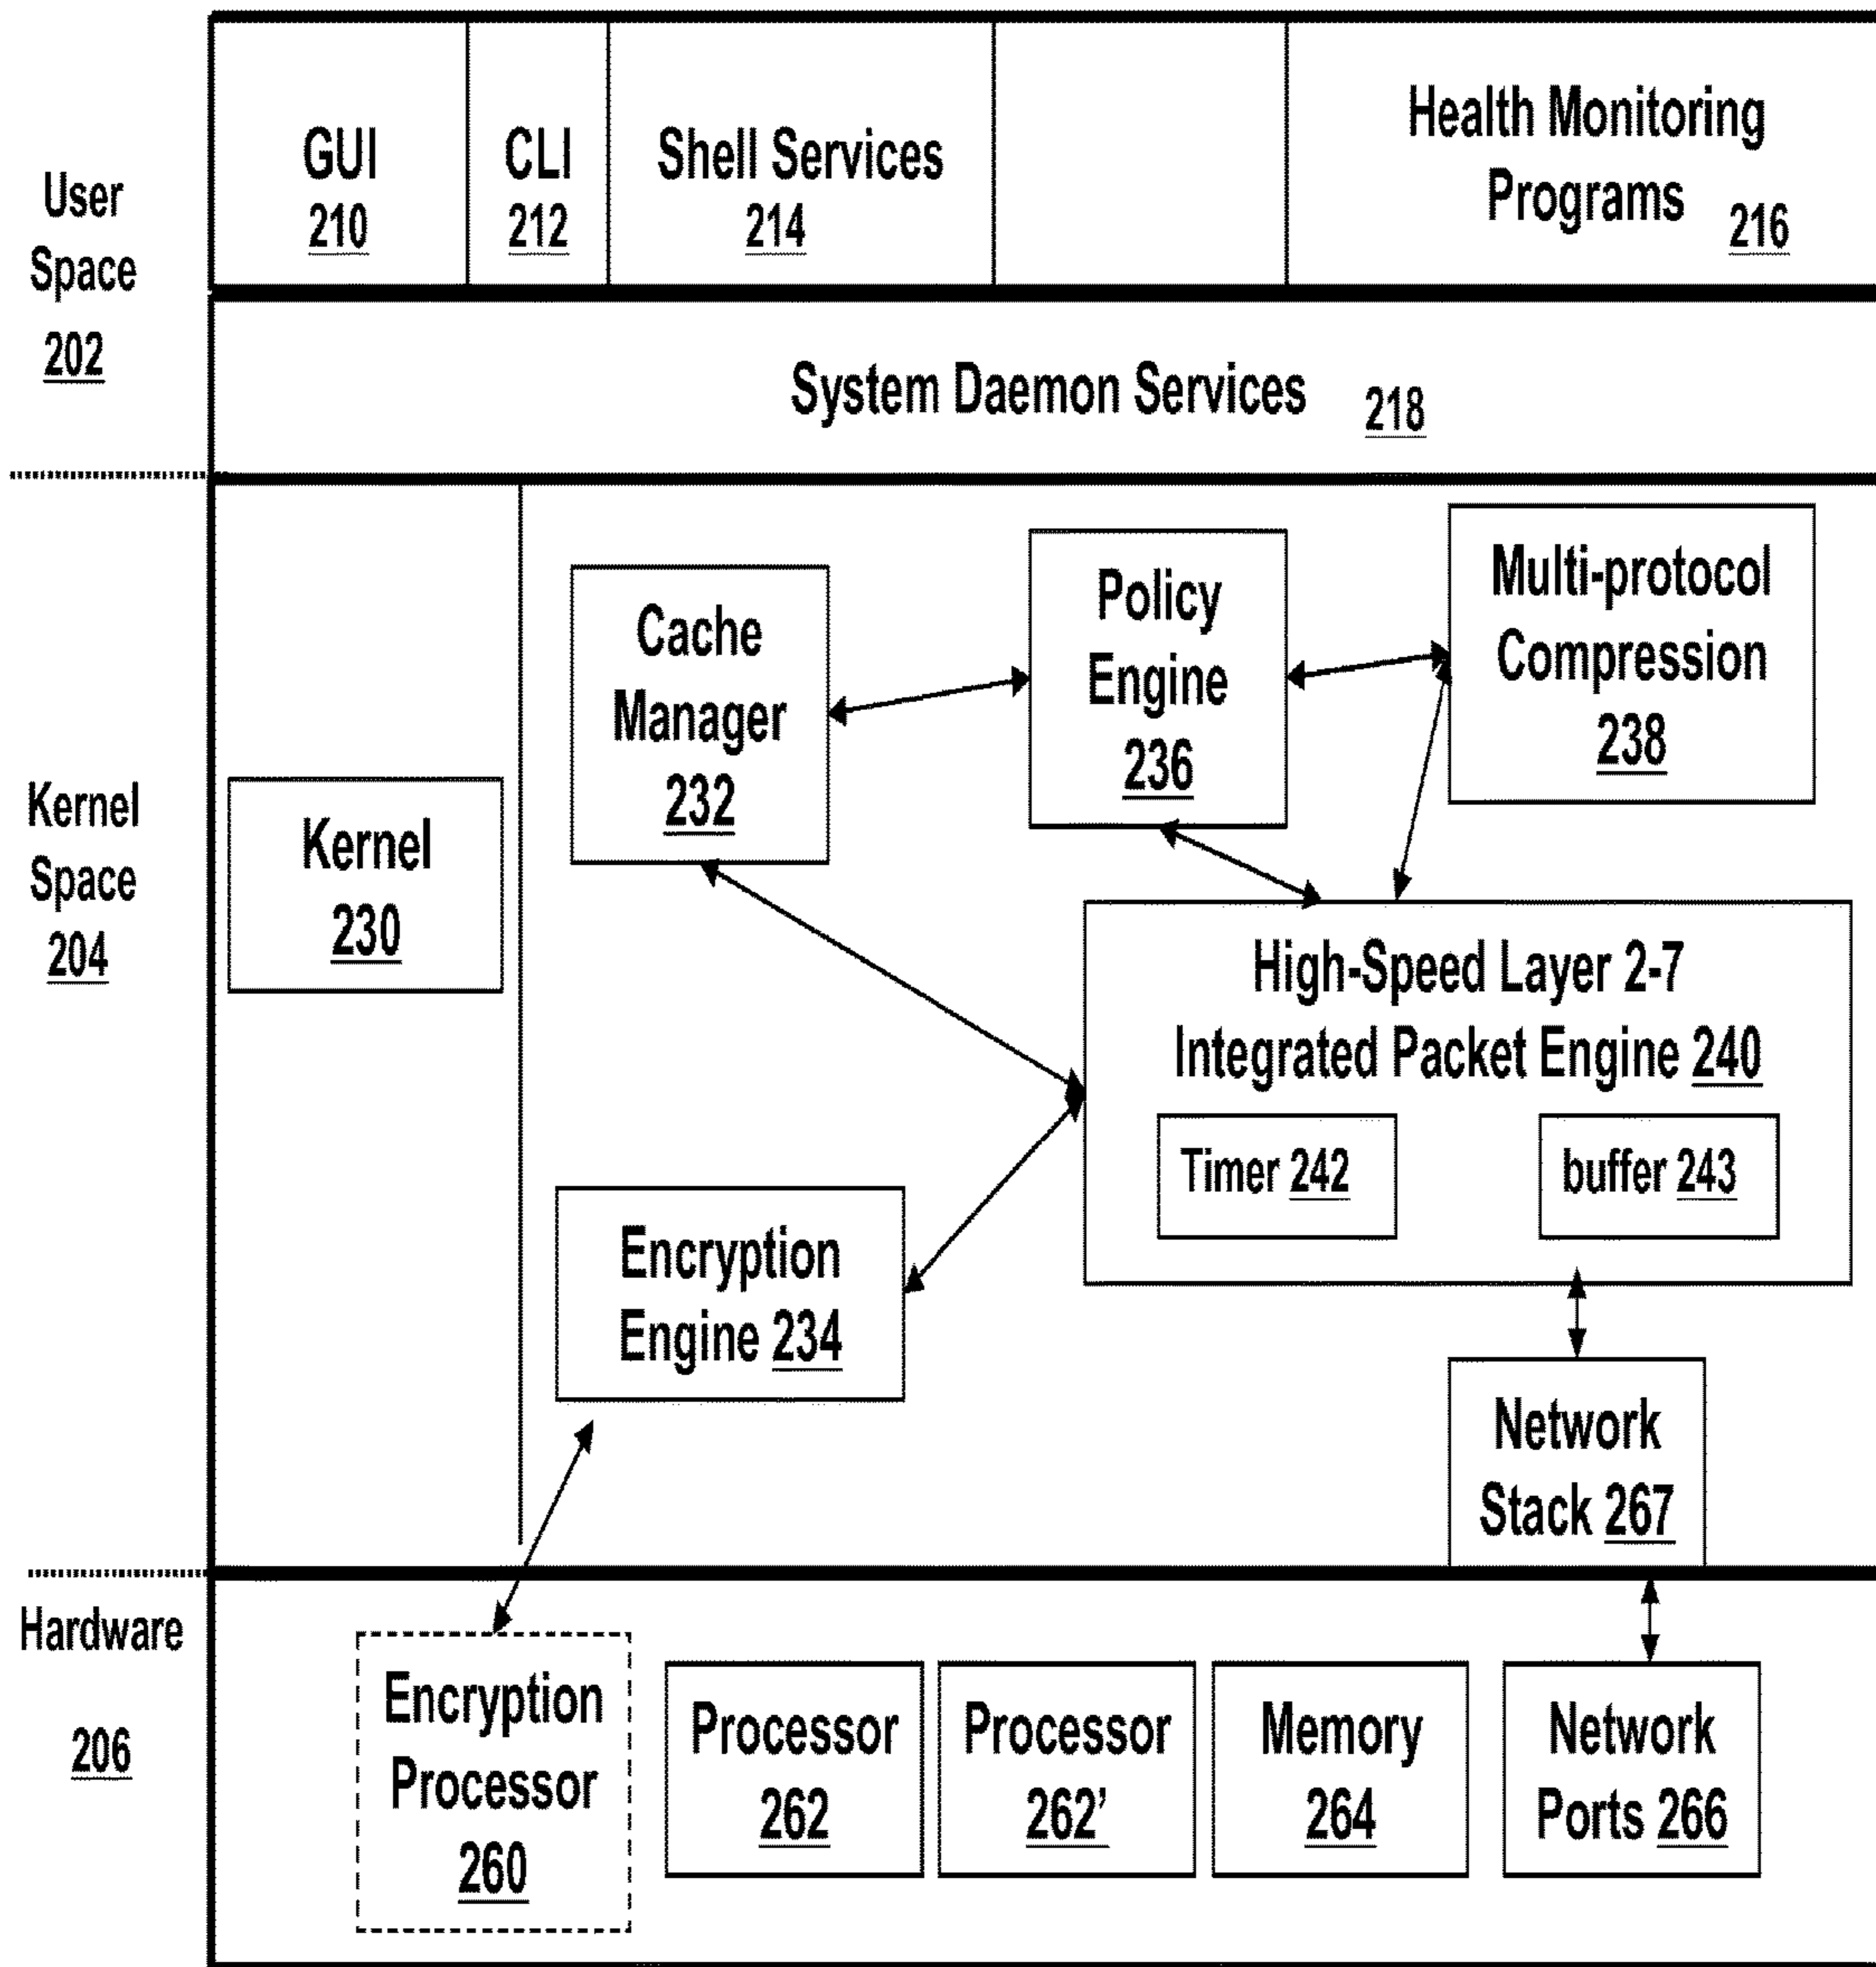 User
Space
202
GUI
210
CLI
212
Shell Services
214
Health Monitoring
Programs 216
System Daemon Services 218
Kernel
Space
204
Kernel
230
Cache
Manager
232
Policy
Engine
236
Multi-protocol
Compression
238
High-Speed Layer 2-7
Integrated Packet Engine 240
Timer 242
buffer 243
Encryption
Engine 234
Network
Stack 267
Hardware
206
Encryption
Processor
260
Processor
262
Processor
262’
Memory
264
Network
Ports 266